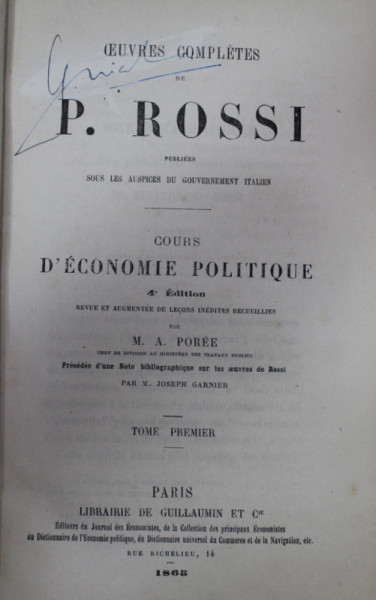 ŒUVRES COMPLÈTES
DE
P. ROSSI
PUBLIÉES
SOUS LES AUSPICES DU GOUVERNEMENT ITALIEN
COURS
D'ÉCONOMIE POLITIQUE
4e Édition
REVUE ET AUGMENTÉE DE LEÇONS INÉDITES RECUEILLIES
PAR
M. A. PORÉE
CHEF DE DIVISION AU MINISTÈRE DES TRAVAUX PUBLICS
Précédée d'une Note bibliographique sur les œuvres de Rossi
PAR M. JOSEPH GARNIER
TOME PREMIER
PARIS
LIBRAIRIE DE GUILLAUMIN ET Cie
Éditeurs du Journal des Économistes, de la Collection des principaux Économistes
du Dictionnaire de l'Économie politique, du Dictionnaire universel du Commerce et de la Navigation, etc.
RUE RICHELIEU, 14
1865